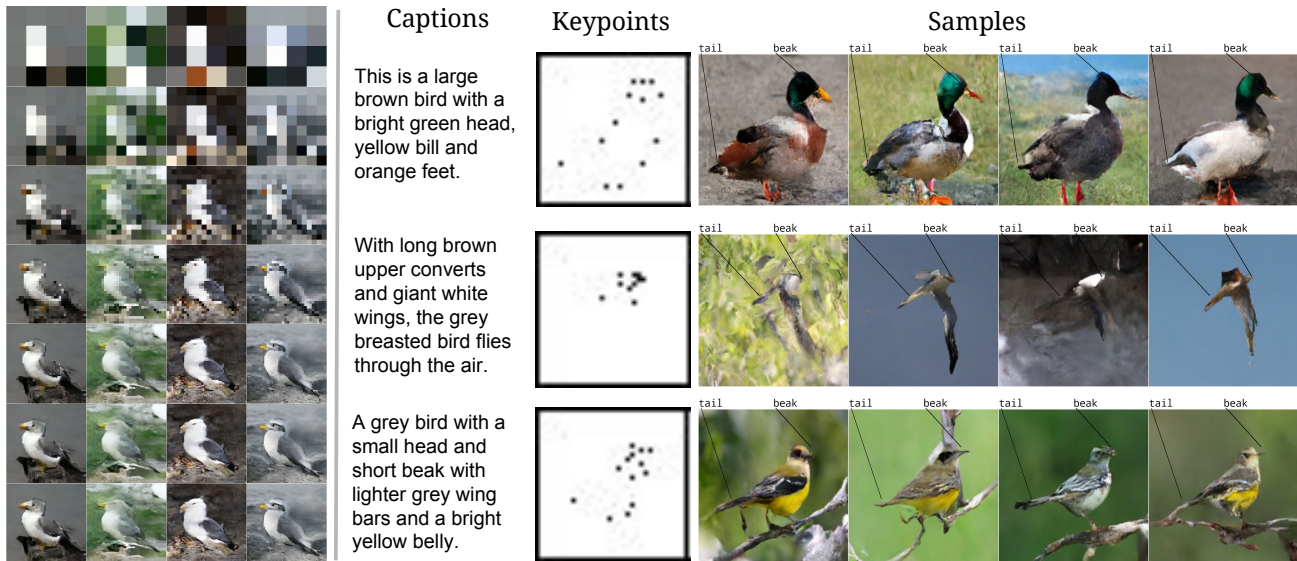 Captions
Keypoints
Samples
This is a large
brown bird with a
bright green head,
yellow bill and
orange feet.
tail beak tail beak tail beak tail beak
With long brown
upper converts
and giant white
wings, the grey
breasted bird flies
through the air.
tail beak tail beak tail beak tail beak
A grey bird with a
small head and
short beak with
lighter grey wing
bars and a bright
yellow belly.
tail beak tail beak tail beak tail beak